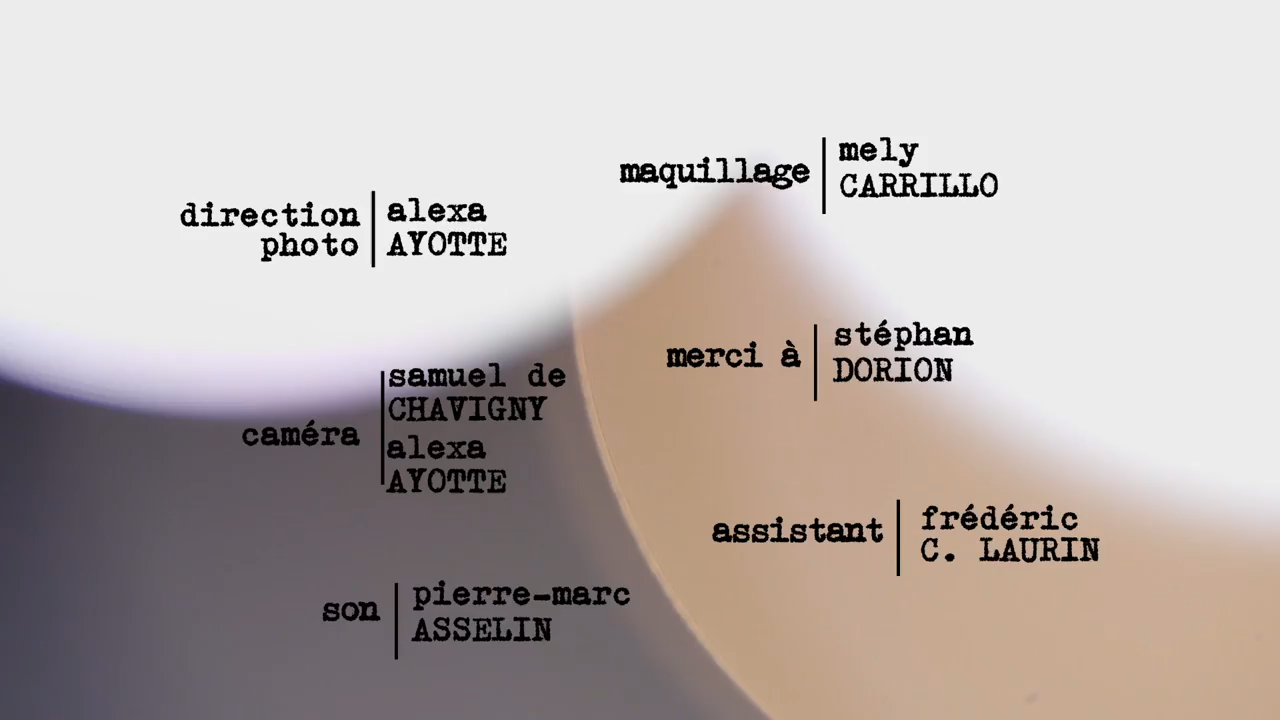 direction
photo
alexa
AYOTTE
caméra
samuel de
CHAVIGNY
alexa
AYOTTE
son
pierre-marc
ASSELIN
maquillage
mely
CARRILLO
merci à
stéphan
DORION
assistant
frédéric
C. LAURIN